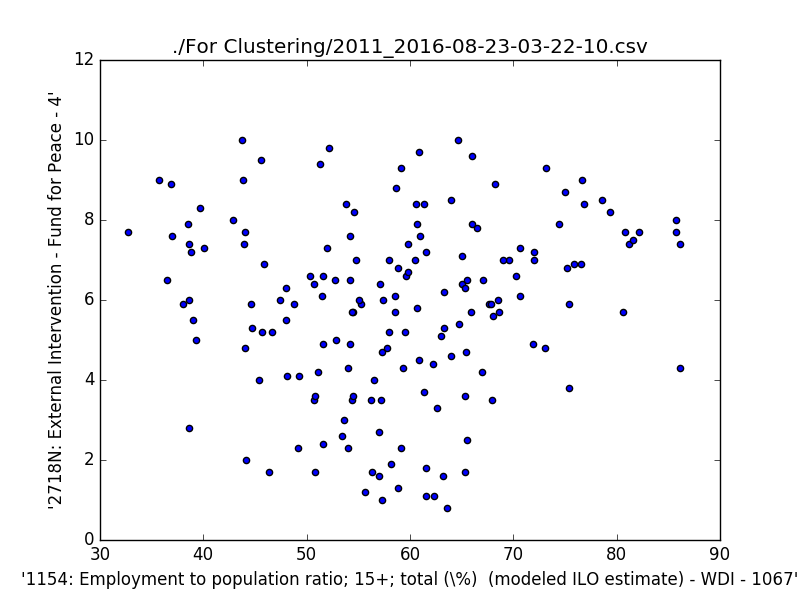 ./For Clustering/2011_2016-08-23-03-22-10.csv
'2718N: External Intervention - Fund for Peace - 4'
12
10
8
6
4
2
0
30 40 50 60 70 80 90
'1154: Employment to population ratio; 15+; total (\%)  (modeled ILO estimate) - WDI - 1067'